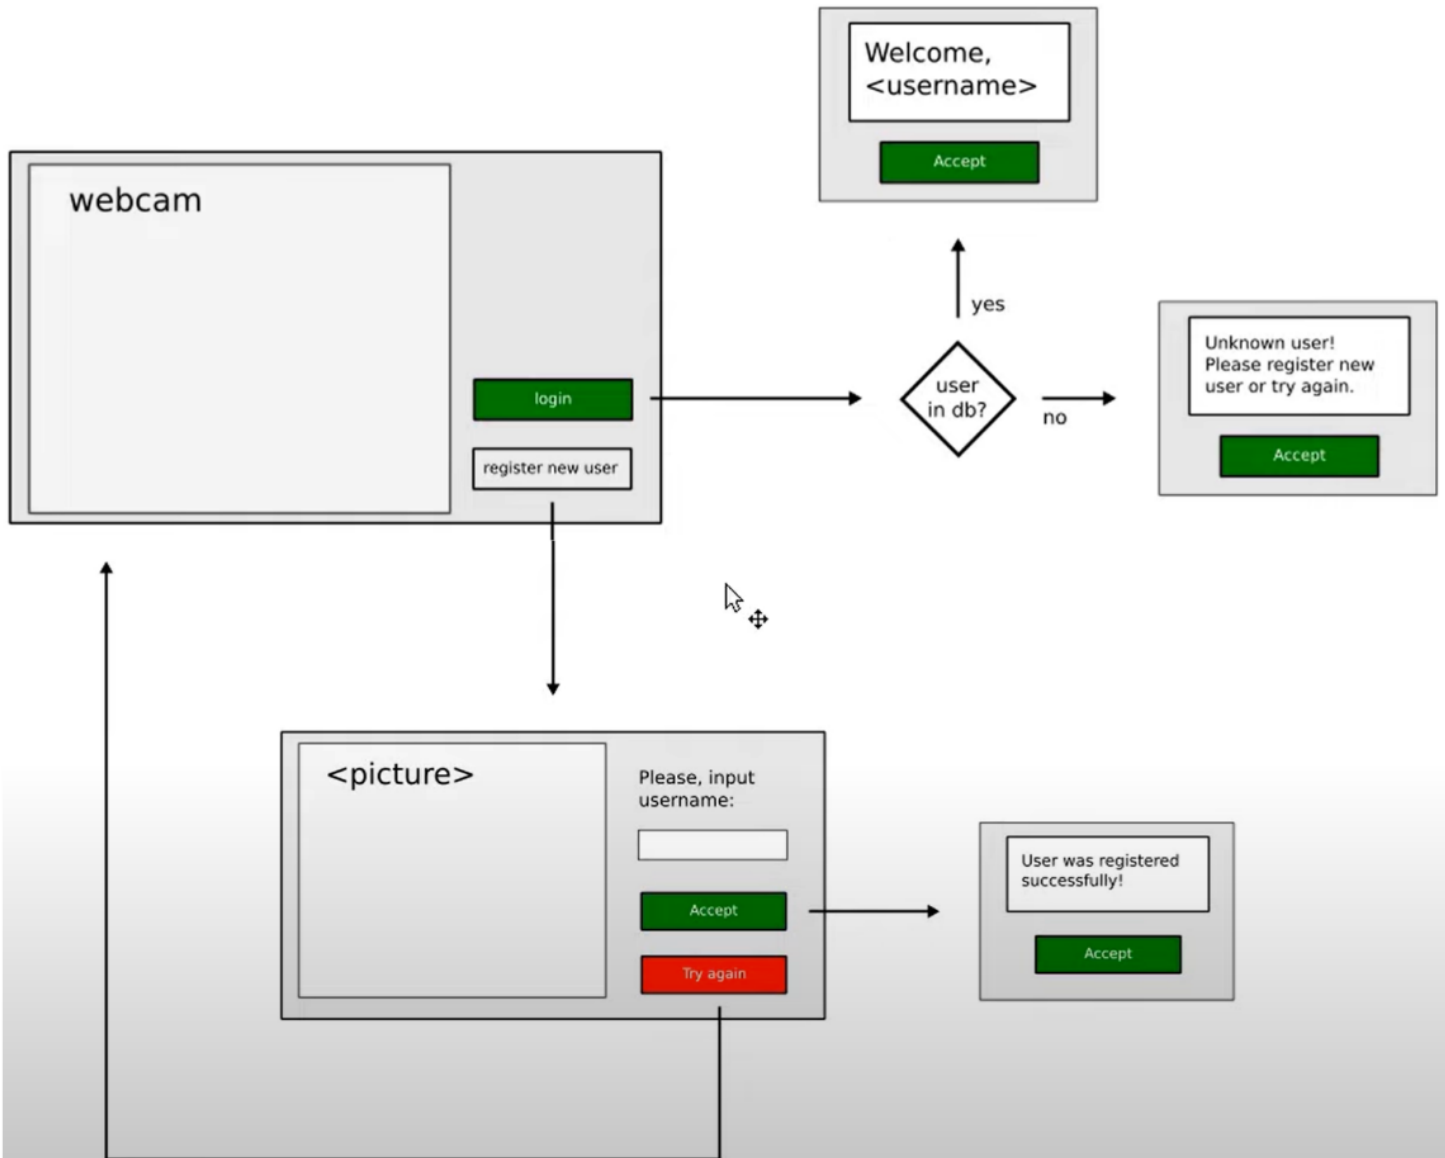 webcam
login
register new user
Welcome,
<username>
Accept
yes
user
in db?
no
Unknown user!
Please register new
user or try again.
Accept
<picture>
Please, input
username:
Accept
Try again
User was registered
successfully!
Accept